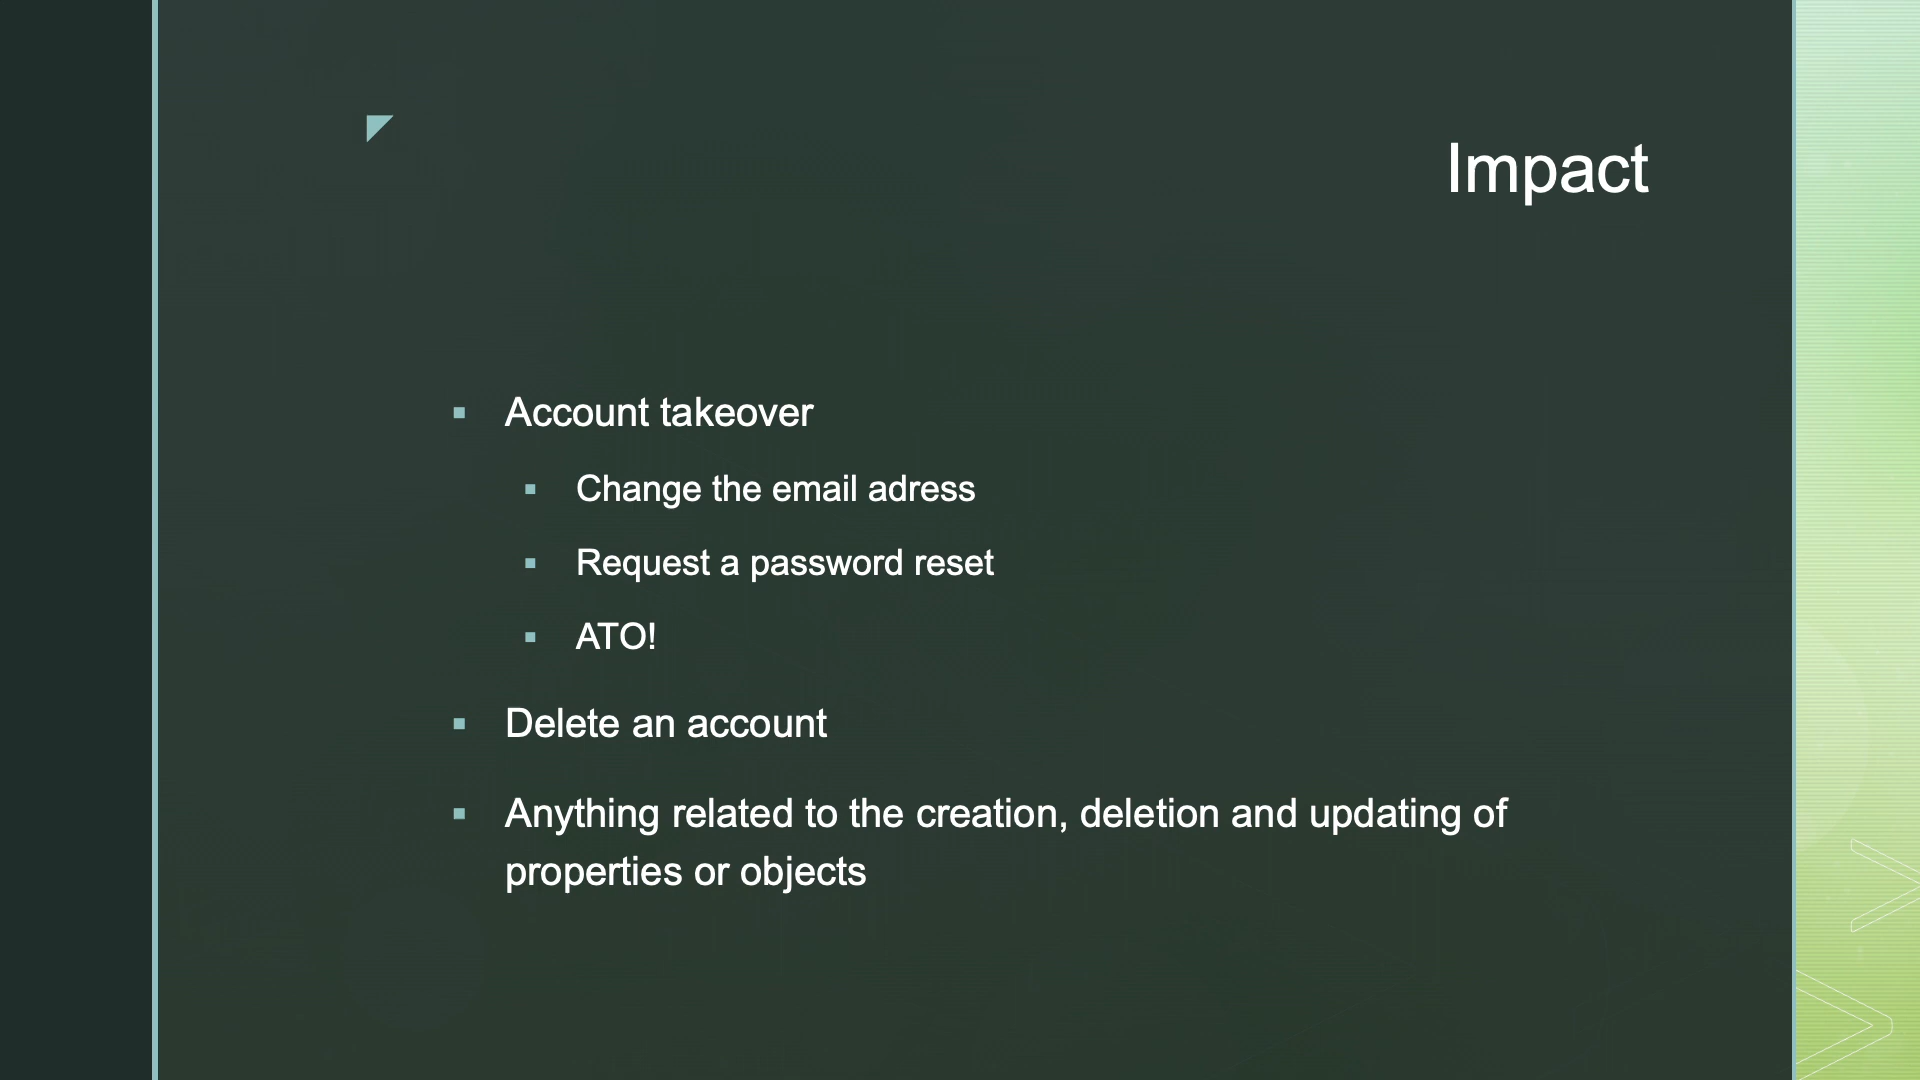 Impact
Account takeover
Change the email adress
Request a password reset
ATO!
Delete an account
Anything related to the creation, deletion and updating of
properties or objects